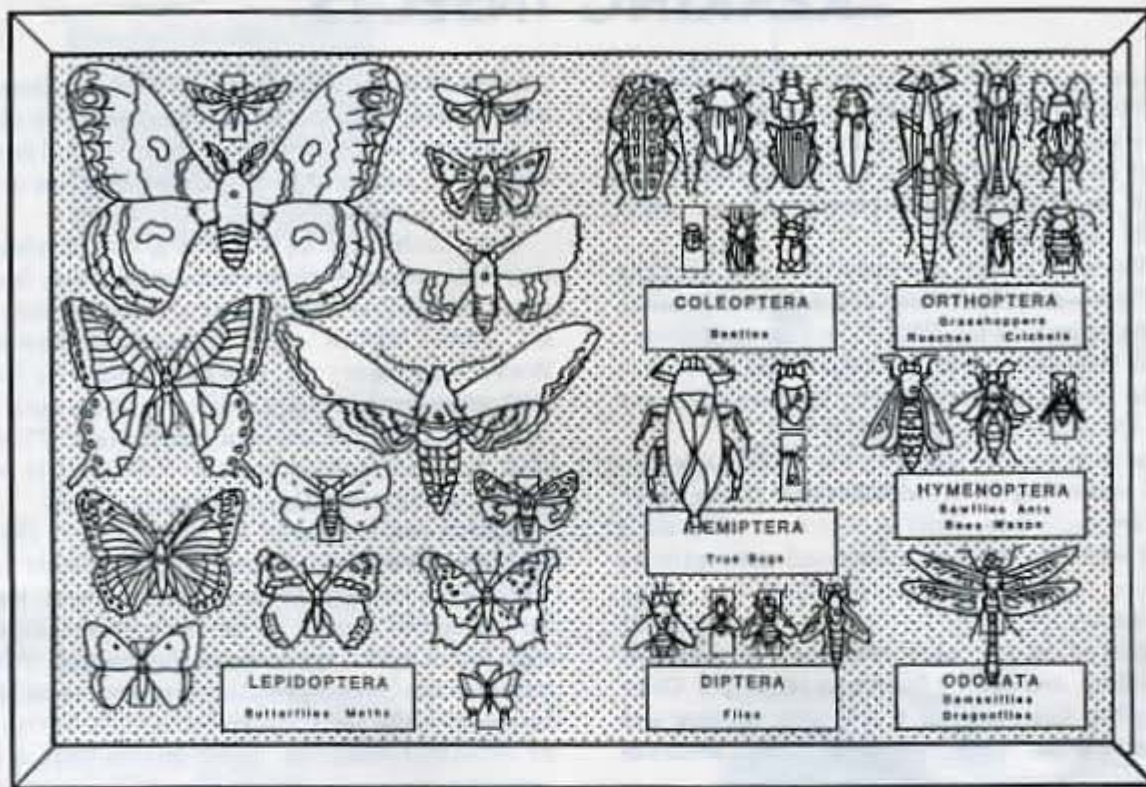 COLEOPTERA
Beetles
ORTHOPTERA
Grasshoppers
Roaches Crickets
HEMIPTERA
True Bugs
HYMENOPTERA
Sawflies Ants
Bees Wasps
LEPIDOPTERA
Butterflies Moths
DIPTERA
Flies
ODONATA
Damselflies
Dragonflies